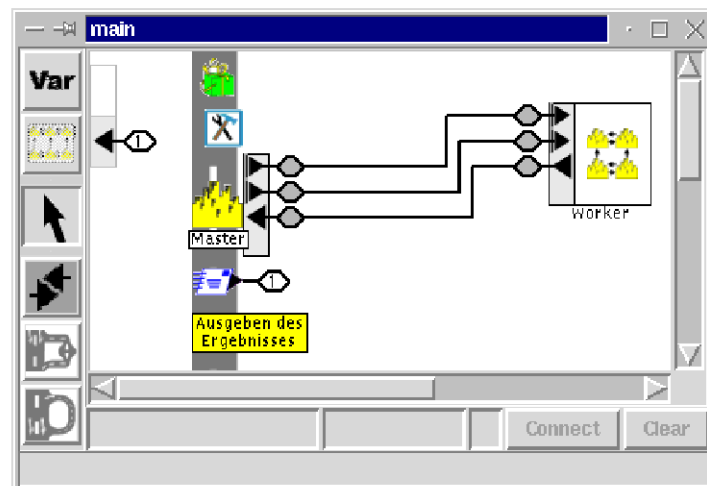 main
Var
1
Worker
Master
1
Ausgeben des
Ergebnisses
Connect
Clear